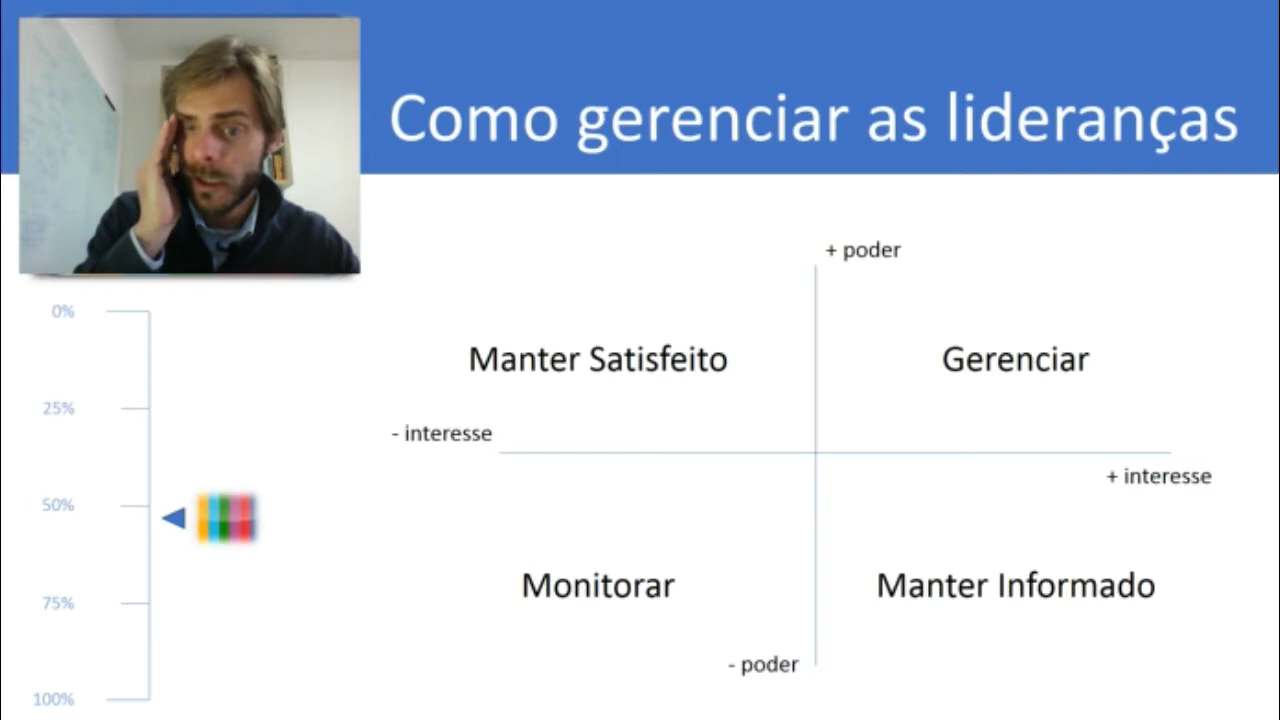 Como gerenciar as lideranças
+ poder
0%
Manter Satisfeito
Gerenciar
25%
- interesse
+ interesse
50%
Monitorar
Manter Informado
75%
- poder
100%